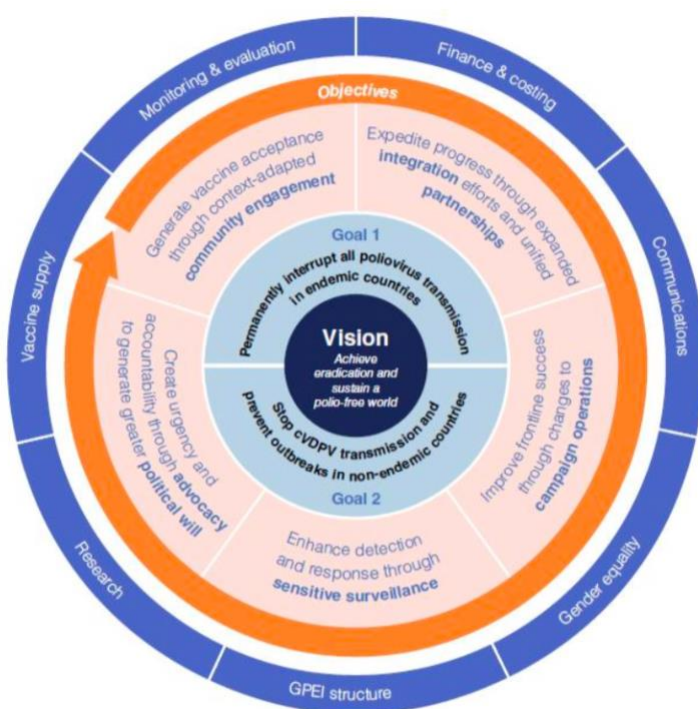 Monitoring & evaluation
Finance & costing
Communications
Gender equality
GPEI structure
Research
Vaccine supply
Objectives
Generate vaccine acceptance
through context-adapted
community engagement
Expedite progress through expanded
integration efforts and unified
partnerships
Improve frontline success
through changes to
campaign operations
Enhance detection
and response through
sensitive surveillance
Create urgency and
accountability through advocacy
to generate greater political will
Goal 1
Permanently interrupt all poliovirus transmission
in endemic countries
Vision
Achieve
eradication and
sustain a
polio-free world
Stop cVDPV transmission and
prevent outbreaks in non-endemic countries
Goal 2